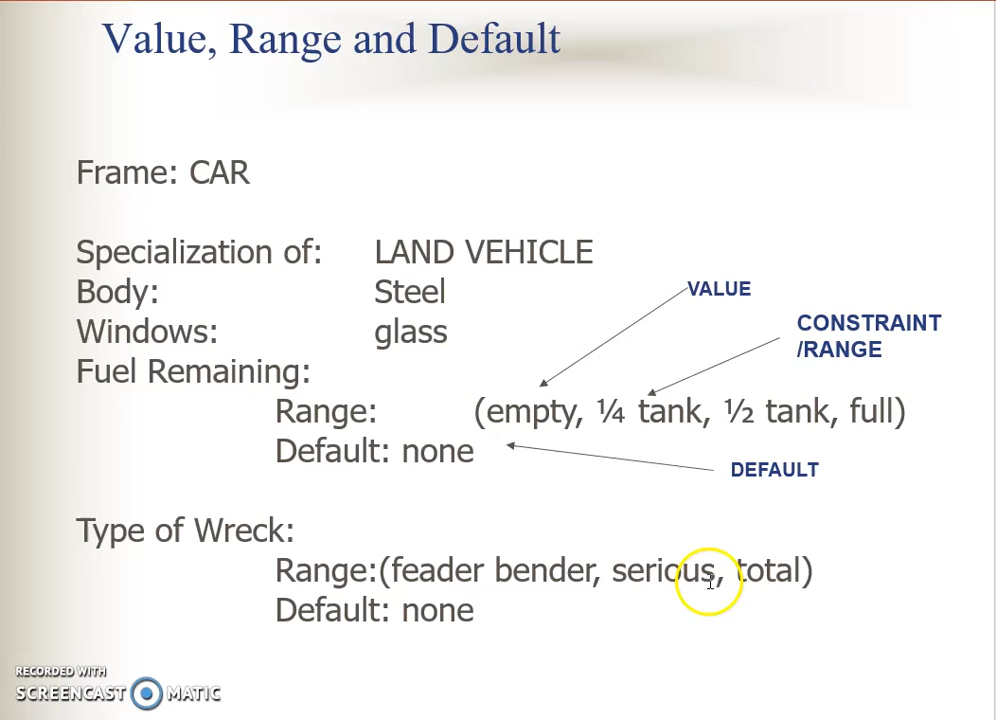 Value, Range and Default
Frame: CAR
Specialization of: LAND VEHICLE
Body: Steel
VALUE
Windows: glass
CONSTRAINT
/RANGE
Fuel Remaining:
Range: (empty, ¼ tank, ½ tank, full)
Default: none
DEFAULT
Type of Wreck:
Range:(feader bender, serious, total)
Default: none
RECORDED WITH
SCREENCAST MATIC